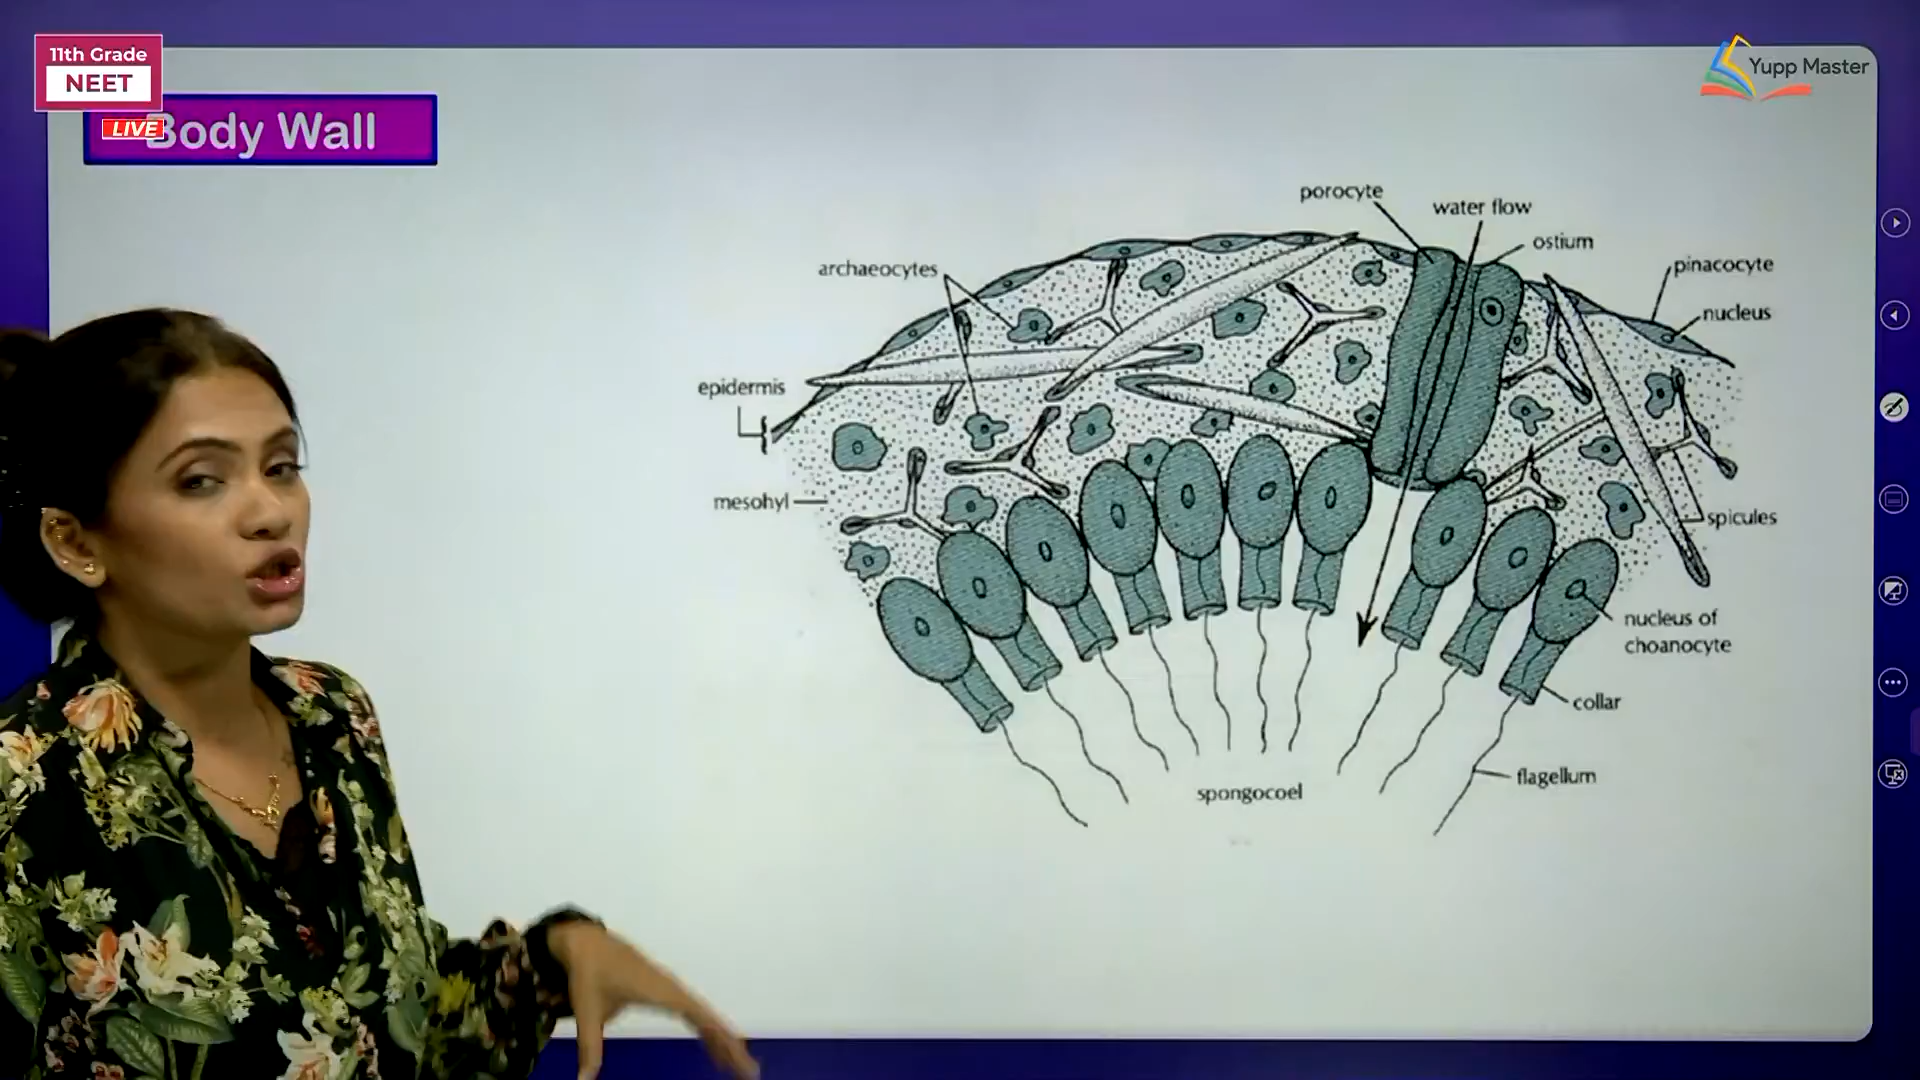 11th Grade
NEET
LIVE
Body Wall
Yupp Master
porocyte
water flow
ostium
archaeocytes
pinacocyte
nucleus
epidermis
mesohyl
spicules
nucleus of
choanocyte
collar
flagellum
spongocoel